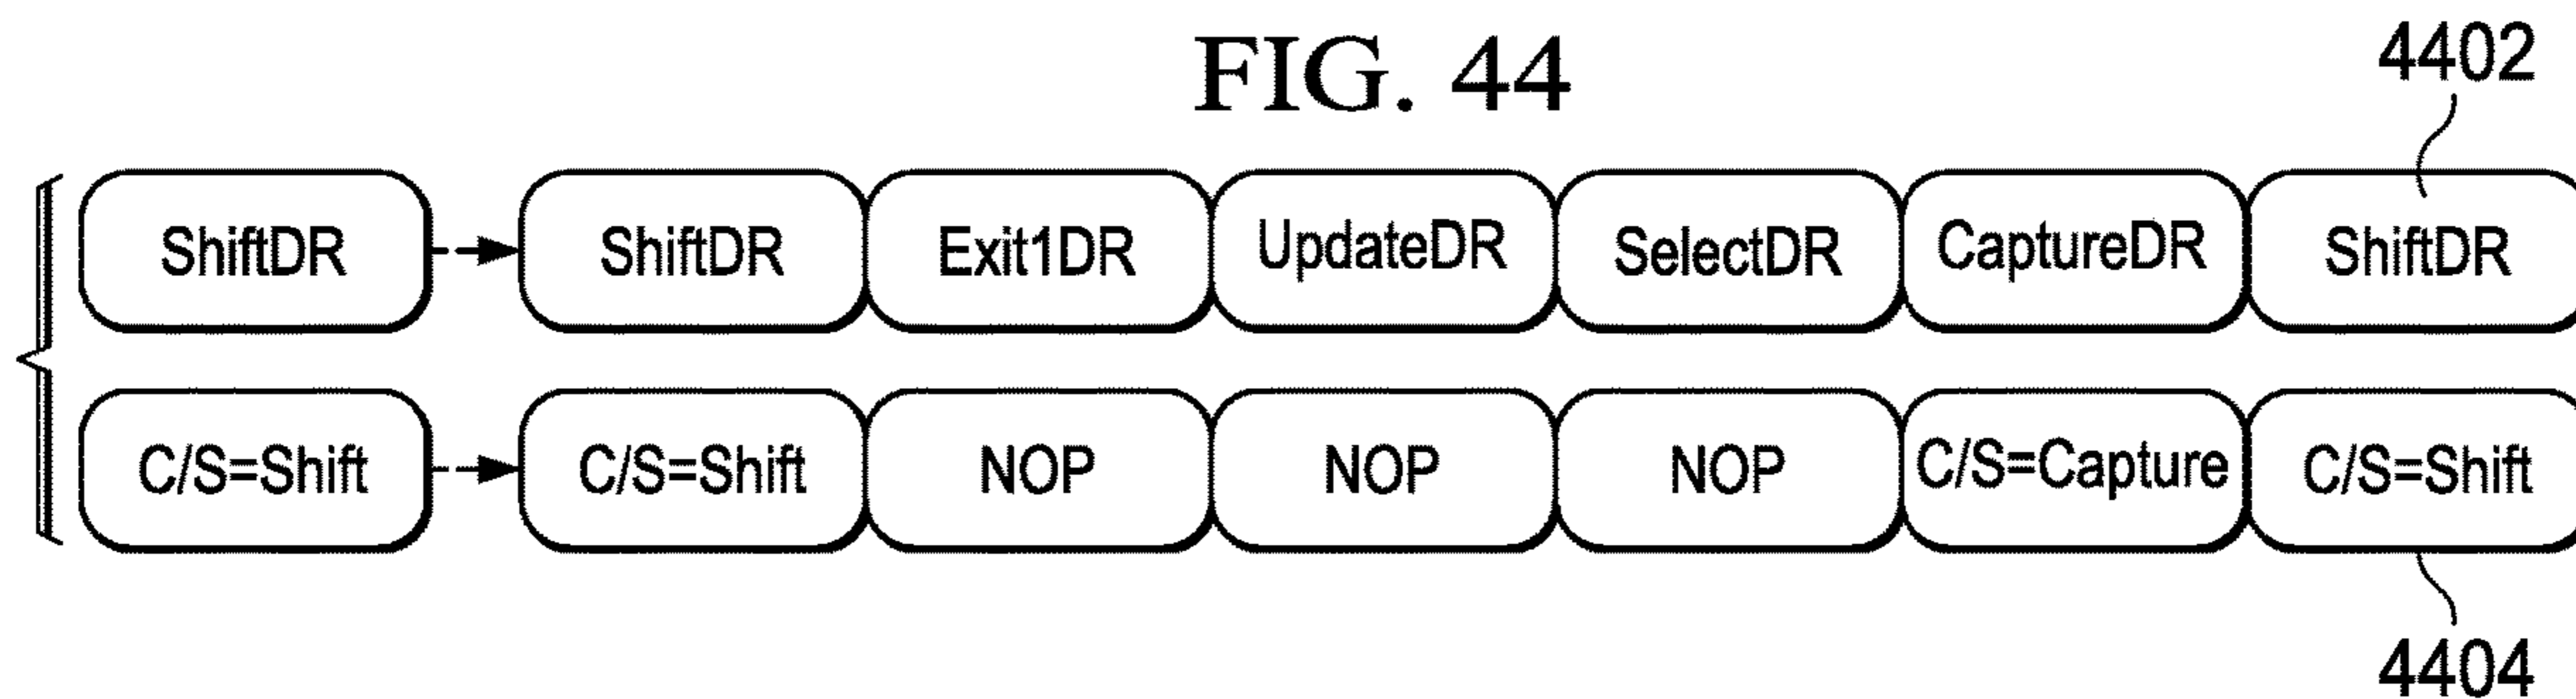 FIG. 44
4402
ShiftDR ShiftDR Exit1DR UpdateDR SelectDR CaptureDR ShiftDR
C/S=Shift C/S=Shift NOP NOP NOP C/S=Capture C/S=Shift
4404